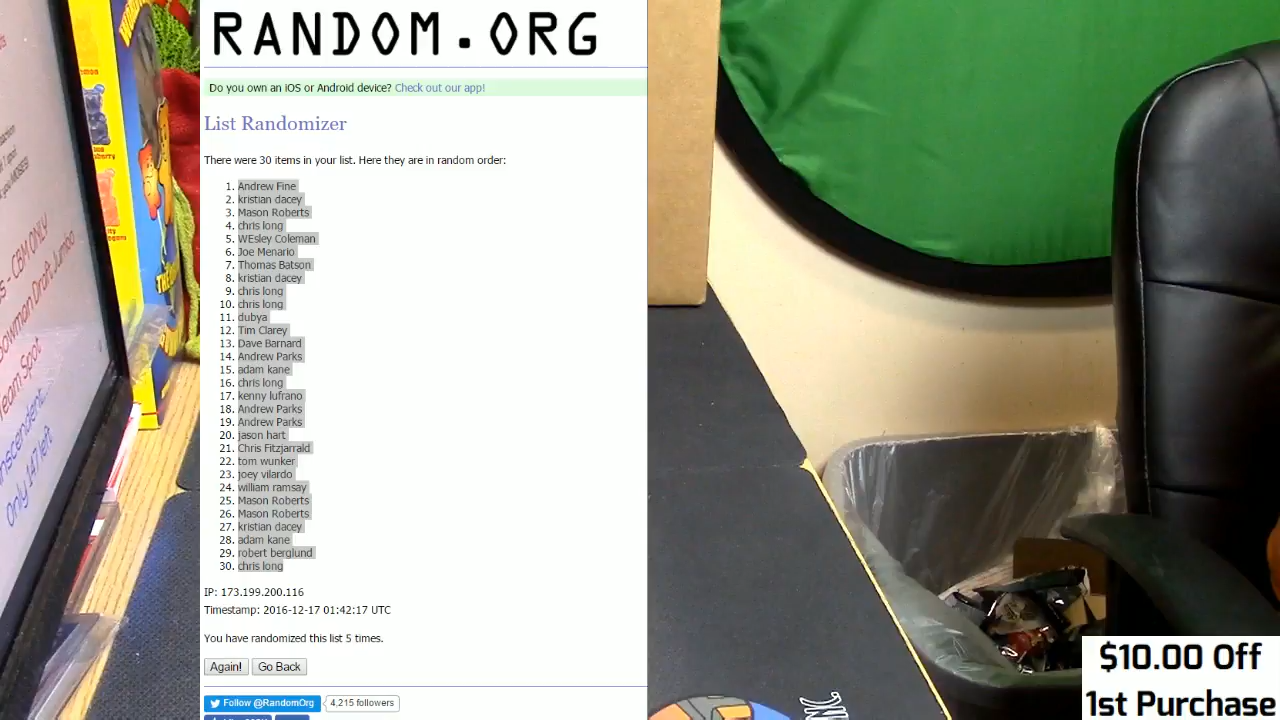 RANDOM.ORG
Do you own an iOS or Android device? Check out our app!
List Randomizer
There were 30 items in your list. Here they are in random order:
1. Andrew Fine
2. kristian dacey
3. Mason Roberts
4. chris long
5. WEsley Coleman
6. Joe Menario
7. Thomas Batson
8. kristian dacey
9. chris long
10. chris long
11. dubya
12. Tim Clarey
13. Dave Barnard
14. Andrew Parks
15. adam kane
16. chris long
17. kenny lufrano
18. Andrew Parks
19. Andrew Parks
20. jason hart
21. Chris Fitzjarrald
22. tom wunker
23. joey vilardo
24. william ramsay
25. Mason Roberts
26. Mason Roberts
27. kristian dacey
28. adam kane
29. robert berglund
30. chris long
IP: 173.199.200.116
Timestamp: 2016-12-17 01:42:17 UTC
You have randomized this list 5 times.
Again! Go Back
Follow @RandomOrg 4,215 followers
$10.00 Off
1st Purchase